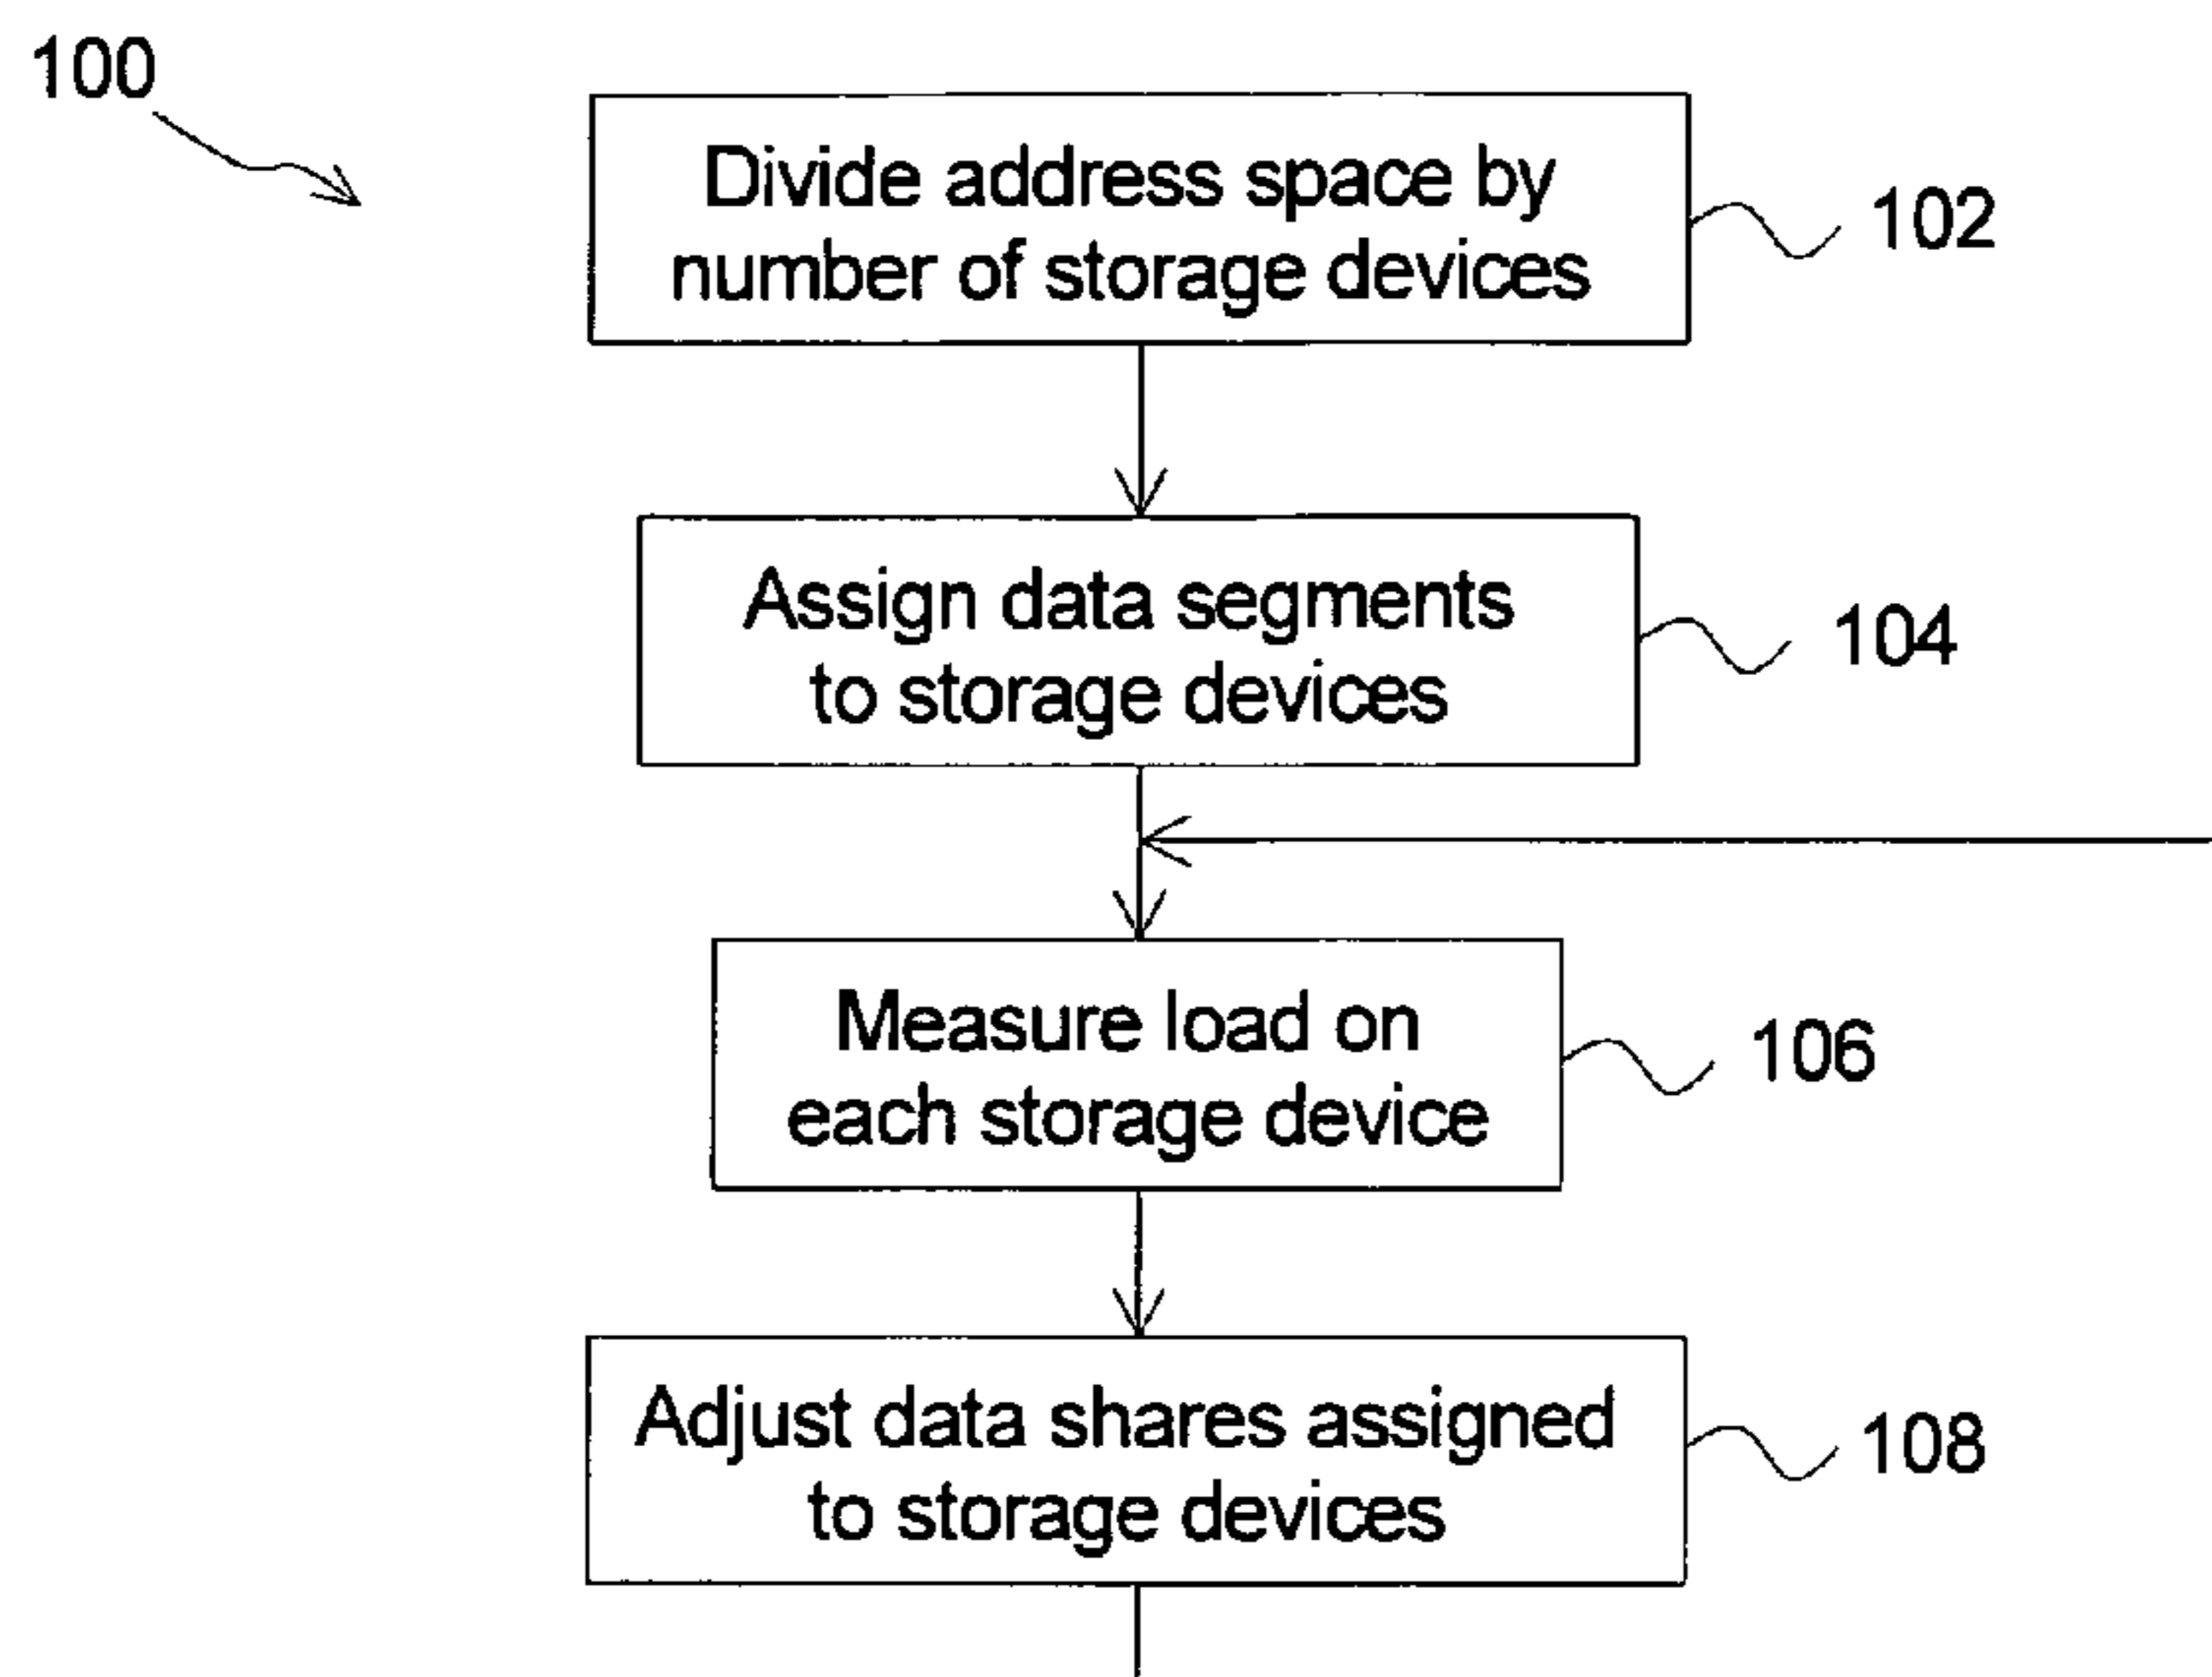 100
Divide address space by
number of storage devices
102
Assign data segments
to storage devices
104
Measure load on
each storage device
106
Adjust data shares assigned
to storage devices
108